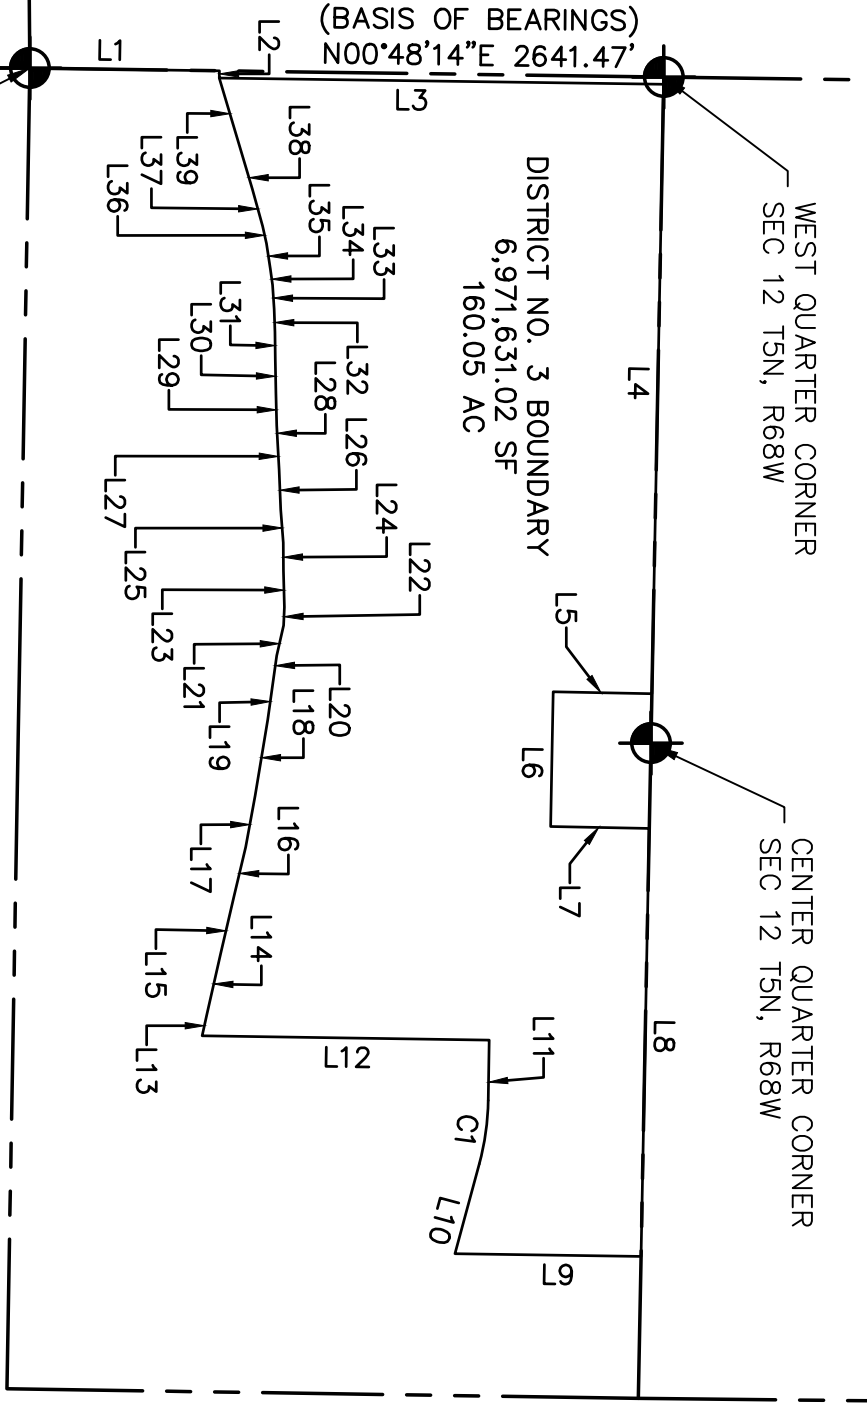 (BASIS OF BEARINGS)
N00°48'14"E 2641.47'
L1
L2
L3
WEST QUARTER CORNER
SEC 12 T5N, R68W
L39
L38
L37
L36
L35
L34
L33
DISTRICT NO. 3 BOUNDARY
6,971,631.02 SF
160.05 AC
L4
L31
L30
L29
L32
L28
L26
L27
L24
L25
L22
L23
L21
L20
L19
L18
L5
L6
L7
CENTER QUARTER CORNER
SEC 12 T5N, R68W
L17
L16
L15
L14
L13
L12
L11
C1
L10
L9
L8